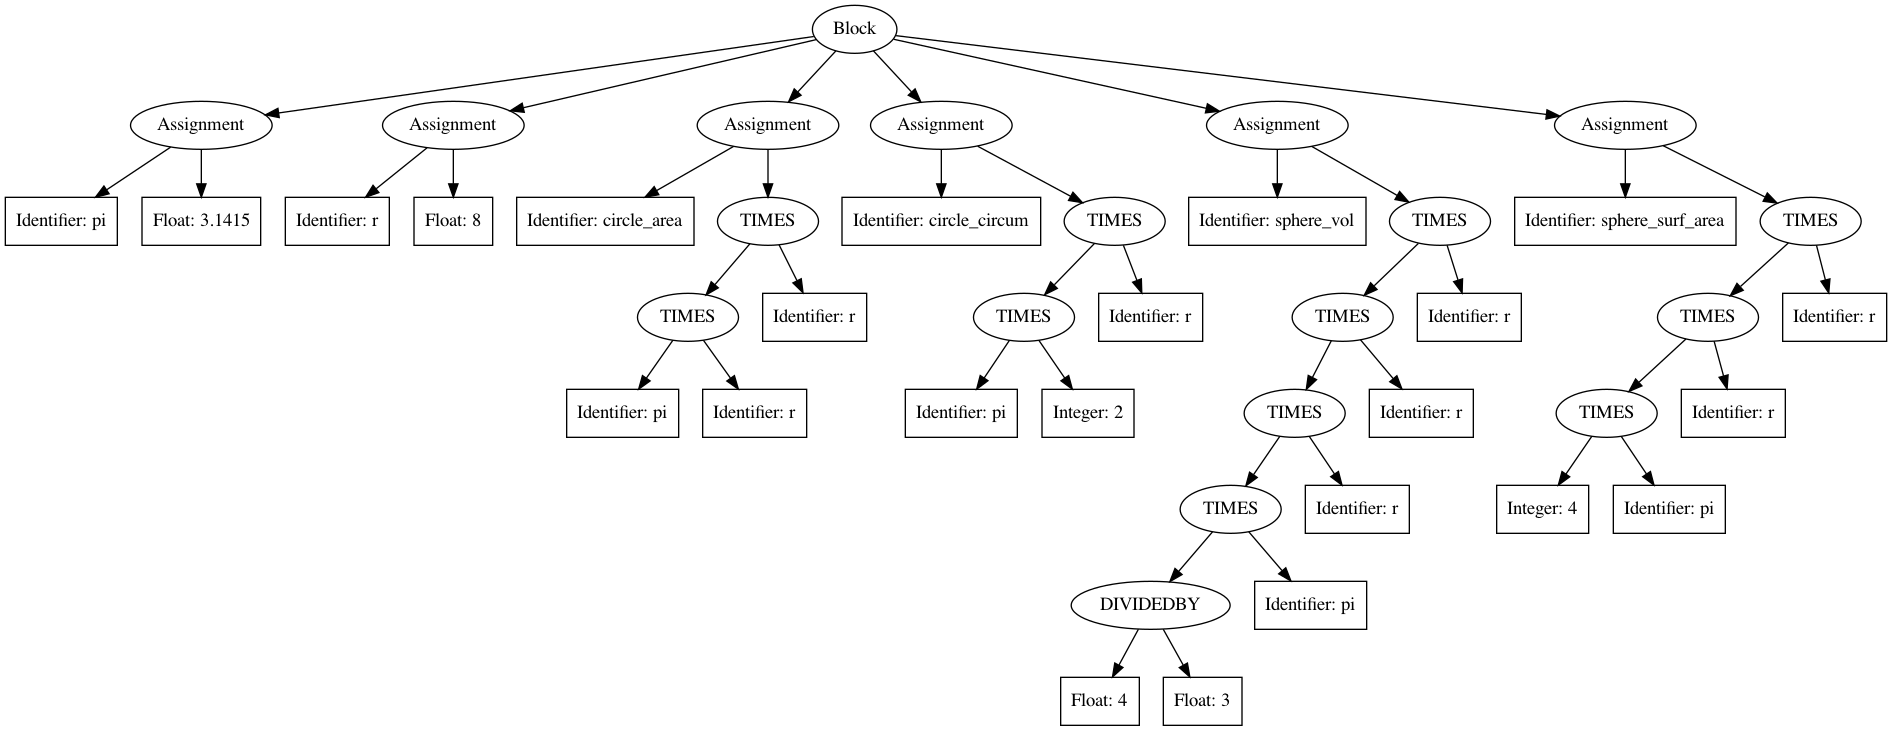 Block
Assignment
Assignment
Assignment
Assignment
Assignment
Assignment
Identifier: pi
Float: 3.1415
Identifier: r
Float: 8
Identifier: circle_area
TIMES
Identifier: circle_circum
TIMES
Identifier: sphere_vol
TIMES
Identifier: sphere_surf_area
TIMES
TIMES
Identifier: r
TIMES
Identifier: r
TIMES
Identifier: r
TIMES
Identifier: r
Identifier: pi
Identifier: r
Identifier: pi
Integer: 2
TIMES
Identifier: r
TIMES
Identifier: r
TIMES
Identifier: r
Integer: 4
Identifier: pi
DIVIDEDBY
Identifier: pi
Float: 4
Float: 3